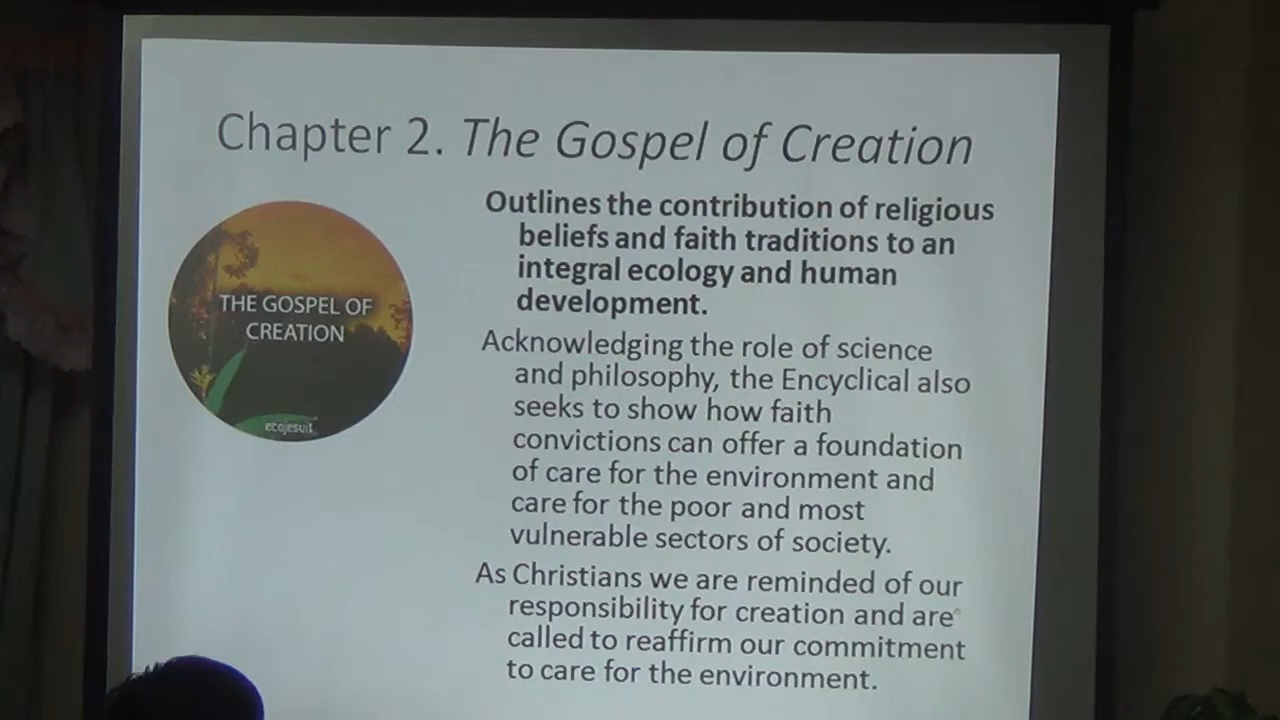 Chapter 2. The Gospel of Creation
THE GOSPEL OF
CREATION
ecojesuit
Outlines the contribution of religious
beliefs and faith traditions to an
integral ecology and human
development.
Acknowledging the role of science
and philosophy, the Encyclical also
seeks to show how faith
convictions can offer a foundation
of care for the environment and
care for the poor and most
vulnerable sectors of society.
As Christians we are reminded of our
responsibility for creation and are
called to reaffirm our commitment
to care for the environment.